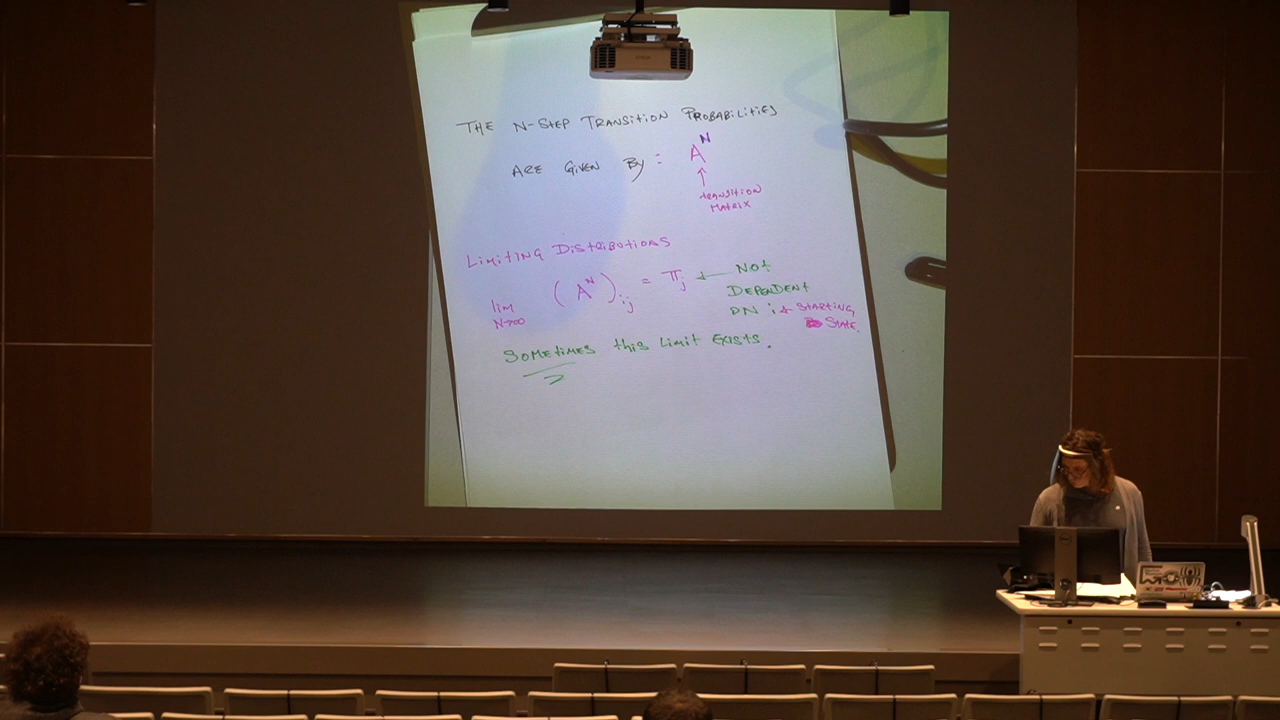 THE N-STEP TRANSITION PROBABILITIES
ARE GIVEN BY : A^N
↑
TRANSITION
MATRIX
LIMITING DISTRIBUTIONS
lim N→∞ (A^N)ij = πj ← NOT
DEPENDENT
ON i ← STARTING
STATE.
SOMETIMES this LIMIT EXISTS.
DELL